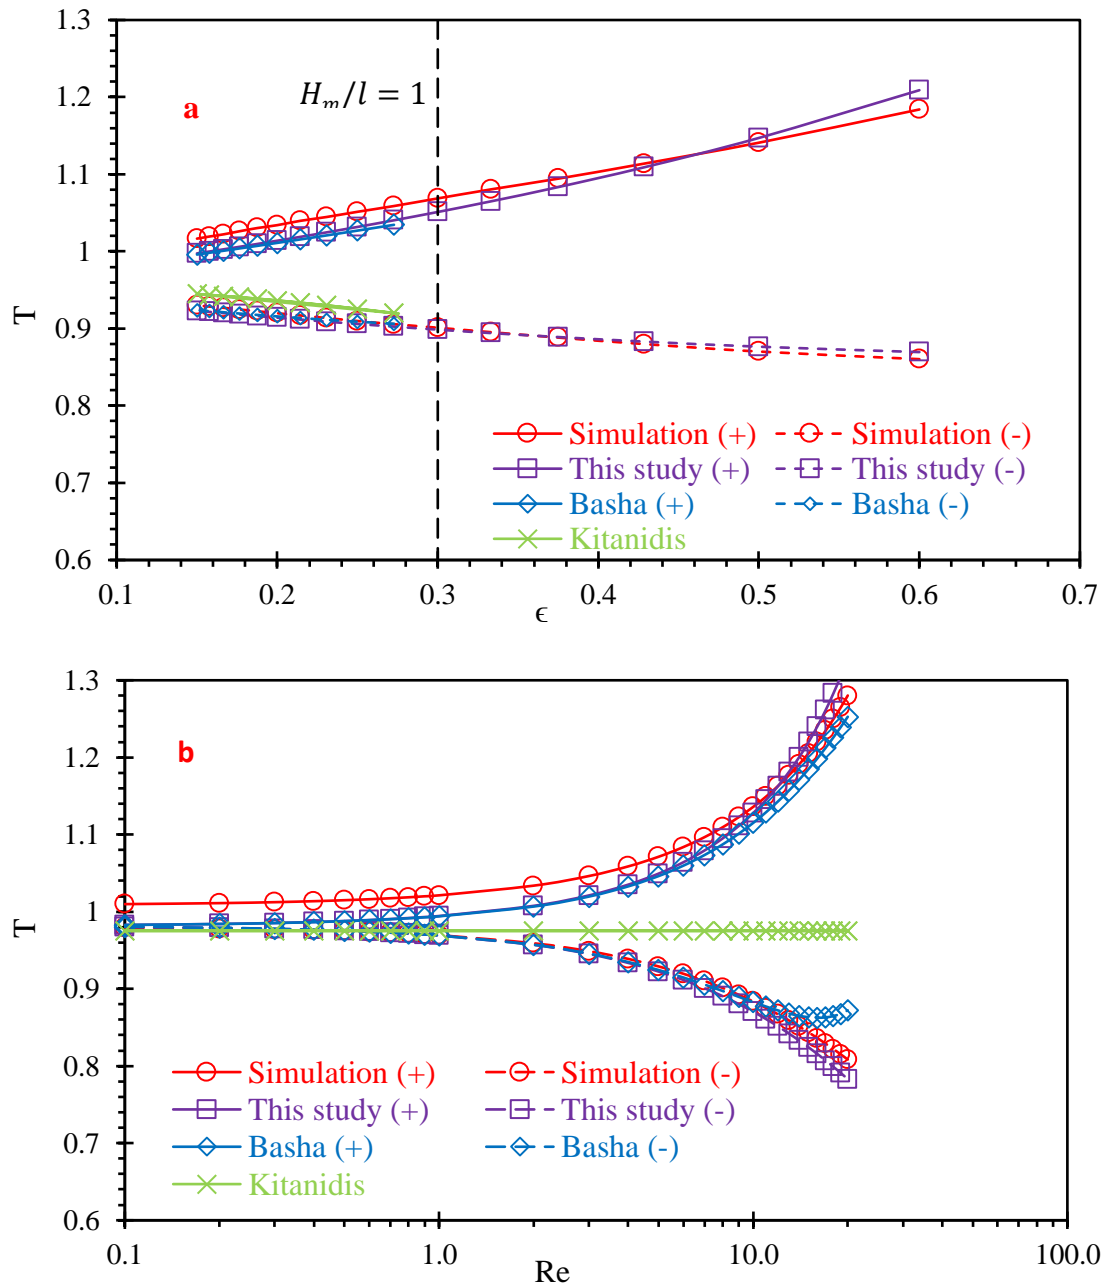 1.3
1.2
1.1
1
0.9
0.8
0.7
0.6
T
a
H_m/l = 1
Simulation (+) Simulation (-)
This study (+) This study (-)
Basha (+) Basha (-)
Kitanidis
0.1 0.2 0.3 0.4 0.5 0.6 0.7
ϵ
1.3
1.2
1.1
1
0.9
0.8
0.7
0.6
T
b
Simulation (+) Simulation (-)
This study (+) This study (-)
Basha (+) Basha (-)
Kitanidis
0.1 1.0 10.0 100.0
Re